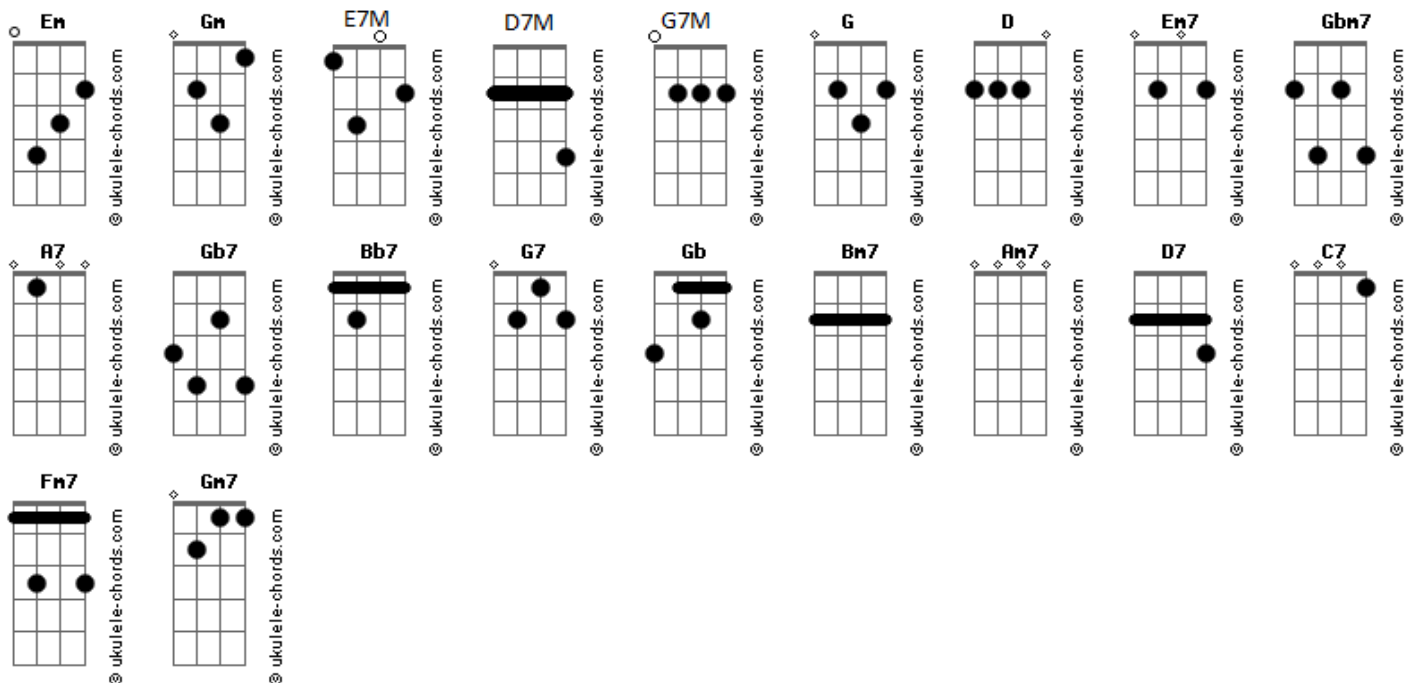 Em Gm E7M D7M G7M G D Em7 Gbm7
© ukulele-chords.com © ukulele-chords.com © ukulele-chords.com © ukulele-chords.com © ukulele-chords.com © ukulele-chords.com © ukulele-chords.com © ukulele-chords.com © ukulele-chords.com
A7 Gb7 Bb7 G7 Gb Bm7 Am7 D7 C7
© ukulele-chords.com © ukulele-chords.com © ukulele-chords.com © ukulele-chords.com © ukulele-chords.com © ukulele-chords.com © ukulele-chords.com © ukulele-chords.com © ukulele-chords.com
Fm7 Gm7
© ukulele-chords.com © ukulele-chords.com